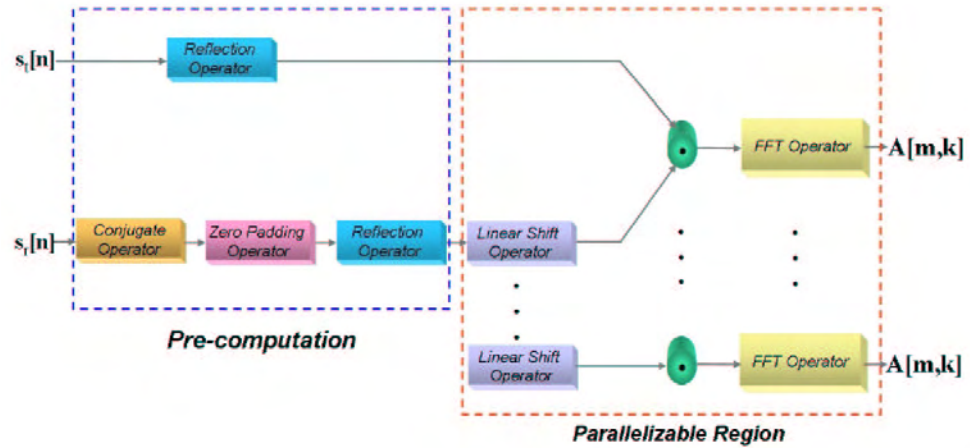 s_t[n]
Reflection
Operator
FFT Operator
A[m,k]
s_r[n]
Conjugate
Operator
Zero Padding
Operator
Reflection
Operator
Linear Shift
Operator
Pre-computation
Linear Shift
Operator
FFT Operator
A[m,k]
Parallelizable Region